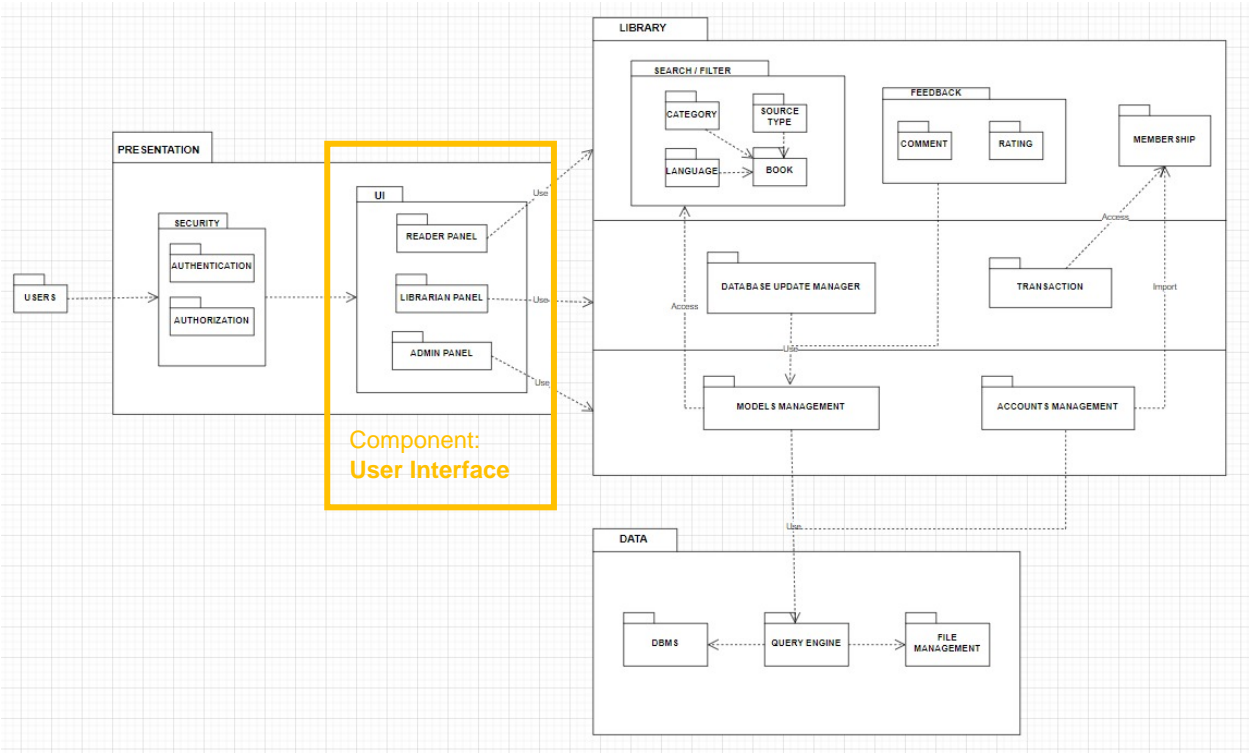 LIBRARY
SEARCH / FILTER
CATEGORY
SOURCE
TYPE
LANGUAGE
BOOK
FEEDBACK
COMMENT
RATING
MEMBERSHIP
PRESENTATION
SECURITY
AUTHENTICATION
AUTHORIZATION
USERS
UI
READER PANEL
LIBRARIAN PANEL
ADMIN PANEL
Use
Use
Use
Component:
User Interface
DATABASE UPDATE MANAGER
TRANSACTION
Access
Access
Import
Use
MODELS MANAGEMENT
ACCOUNTS MANAGEMENT
Use
DATA
DBMS
QUERY ENGINE
FILE
MANAGEMENT